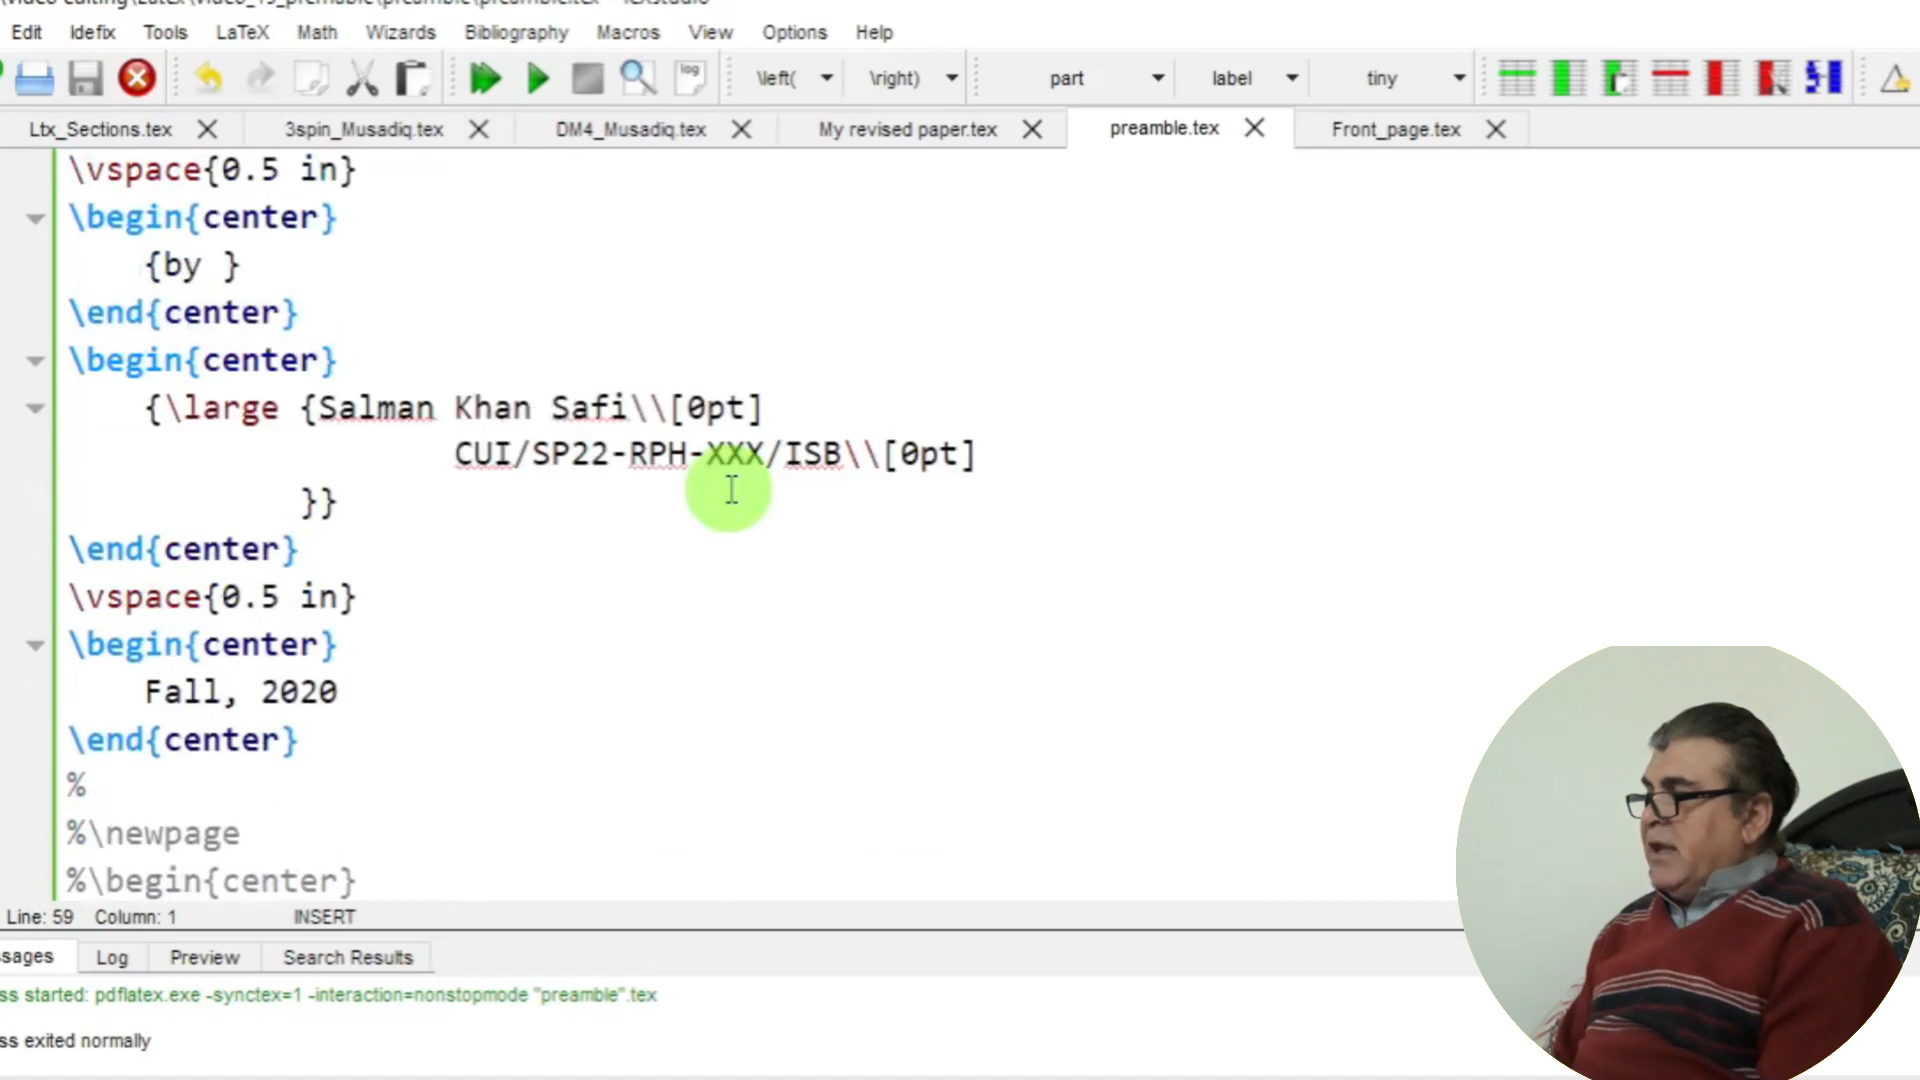 Edit Idefix Tools LaTeX Math Wizards Bibliography Macros View Options Help
log \left( \right) part label tiny
Ltx_Sections.tex 3spin_Musadiq.tex DM4_Musadiq.tex My revised paper.tex preamble.tex Front_page.tex
\vspace{0.5 in}
\begin{center}
{by }
\end{center}
\begin{center}
{\large {Salman Khan Safi\\[0pt]
CUI/SP22-RPH-XXX/ISB\\[0pt]
}}
\end{center}
\vspace{0.5 in}
\begin{center}
Fall, 2020
\end{center}
%
%\newpage
%\begin{center}
Line: 59 Column: 1 INSERT
ssages Log Preview Search Results
ss started: pdflatex.exe -synctex=1 -interaction=nonstopmode "preamble".tex
ss exited normally